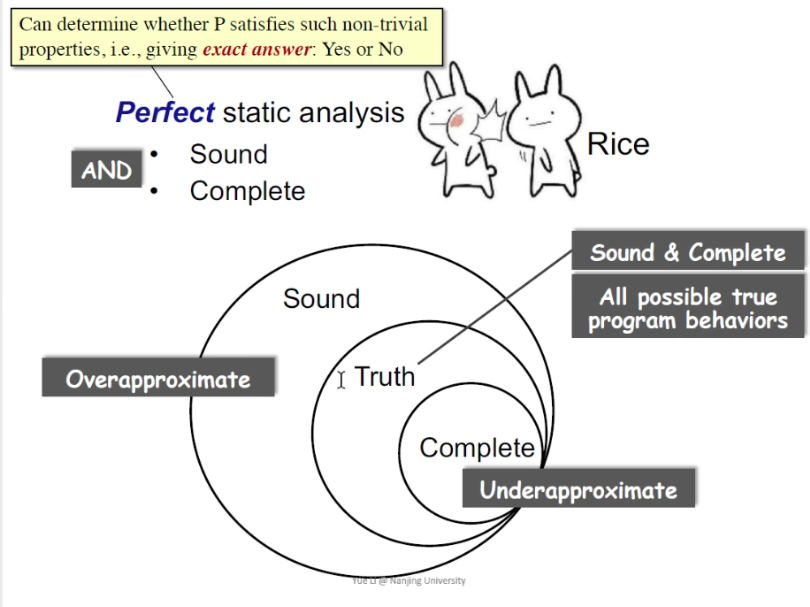 Can determine whether P satisfies such non-trivial
properties, i.e., giving exact answer: Yes or No
Perfect static analysis
Rice
AND
• Sound
• Complete
Sound & Complete
All possible true
program behaviors
Sound
Overapproximate
Truth
Complete
Underapproximate
Yue Li @ Nanjing University